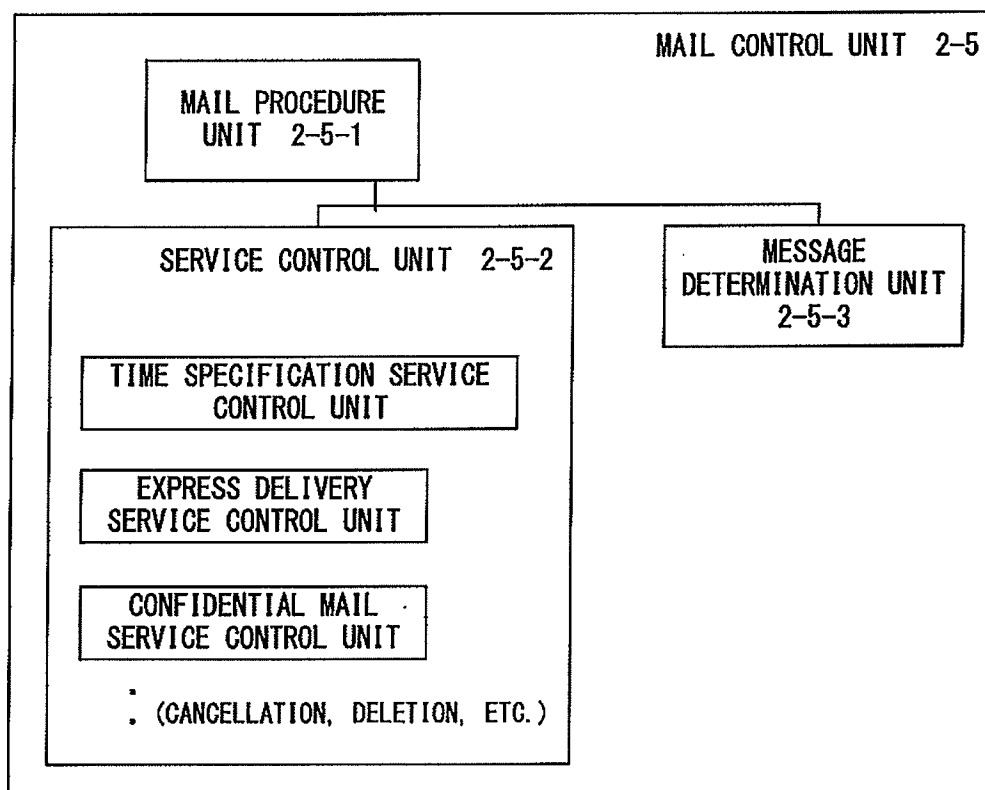 MAIL CONTROL UNIT 2-5
MAIL PROCEDURE
UNIT 2-5-1
SERVICE CONTROL UNIT 2-5-2
MESSAGE
DETERMINATION UNIT
2-5-3
TIME SPECIFICATION SERVICE
CONTROL UNIT
EXPRESS DELIVERY
SERVICE CONTROL UNIT
CONFIDENTIAL MAIL
SERVICE CONTROL UNIT
: (CANCELLATION, DELETION, ETC.)